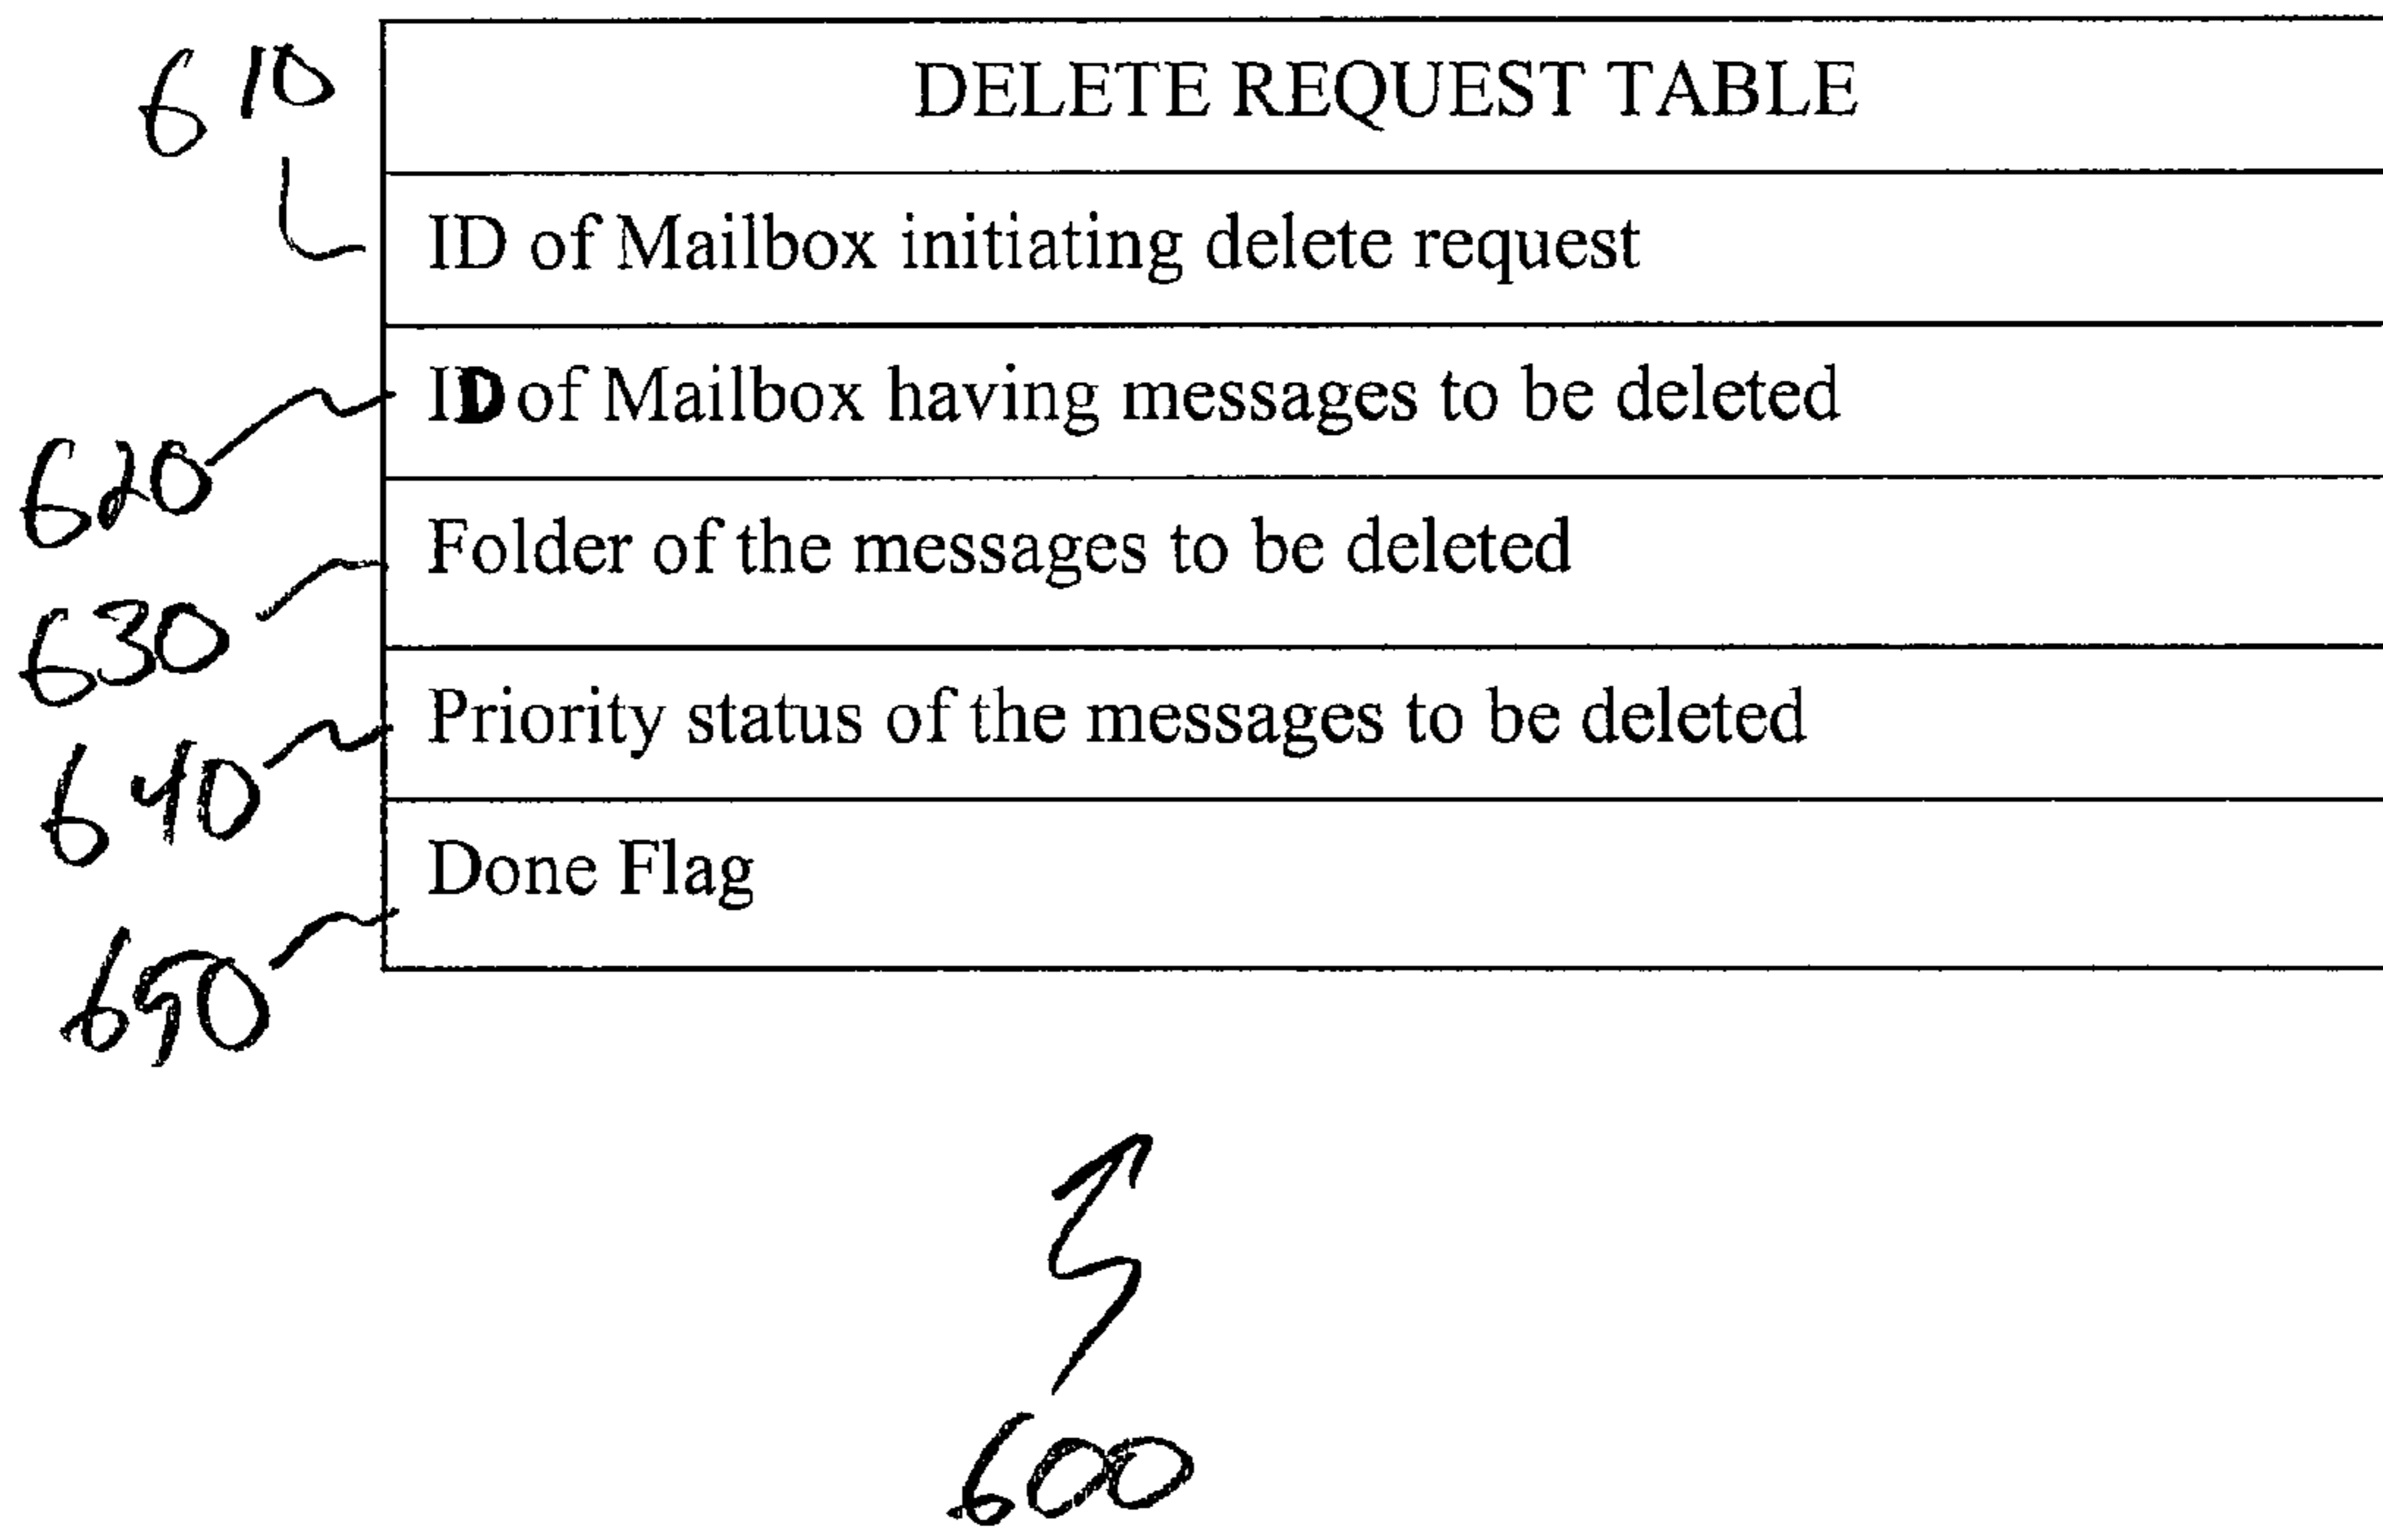 610
DELETE REQUEST TABLE
ID of Mailbox initiating delete request
620
ID of Mailbox having messages to be deleted
630
Folder of the messages to be deleted
640
Priority status of the messages to be deleted
650
Done Flag
600